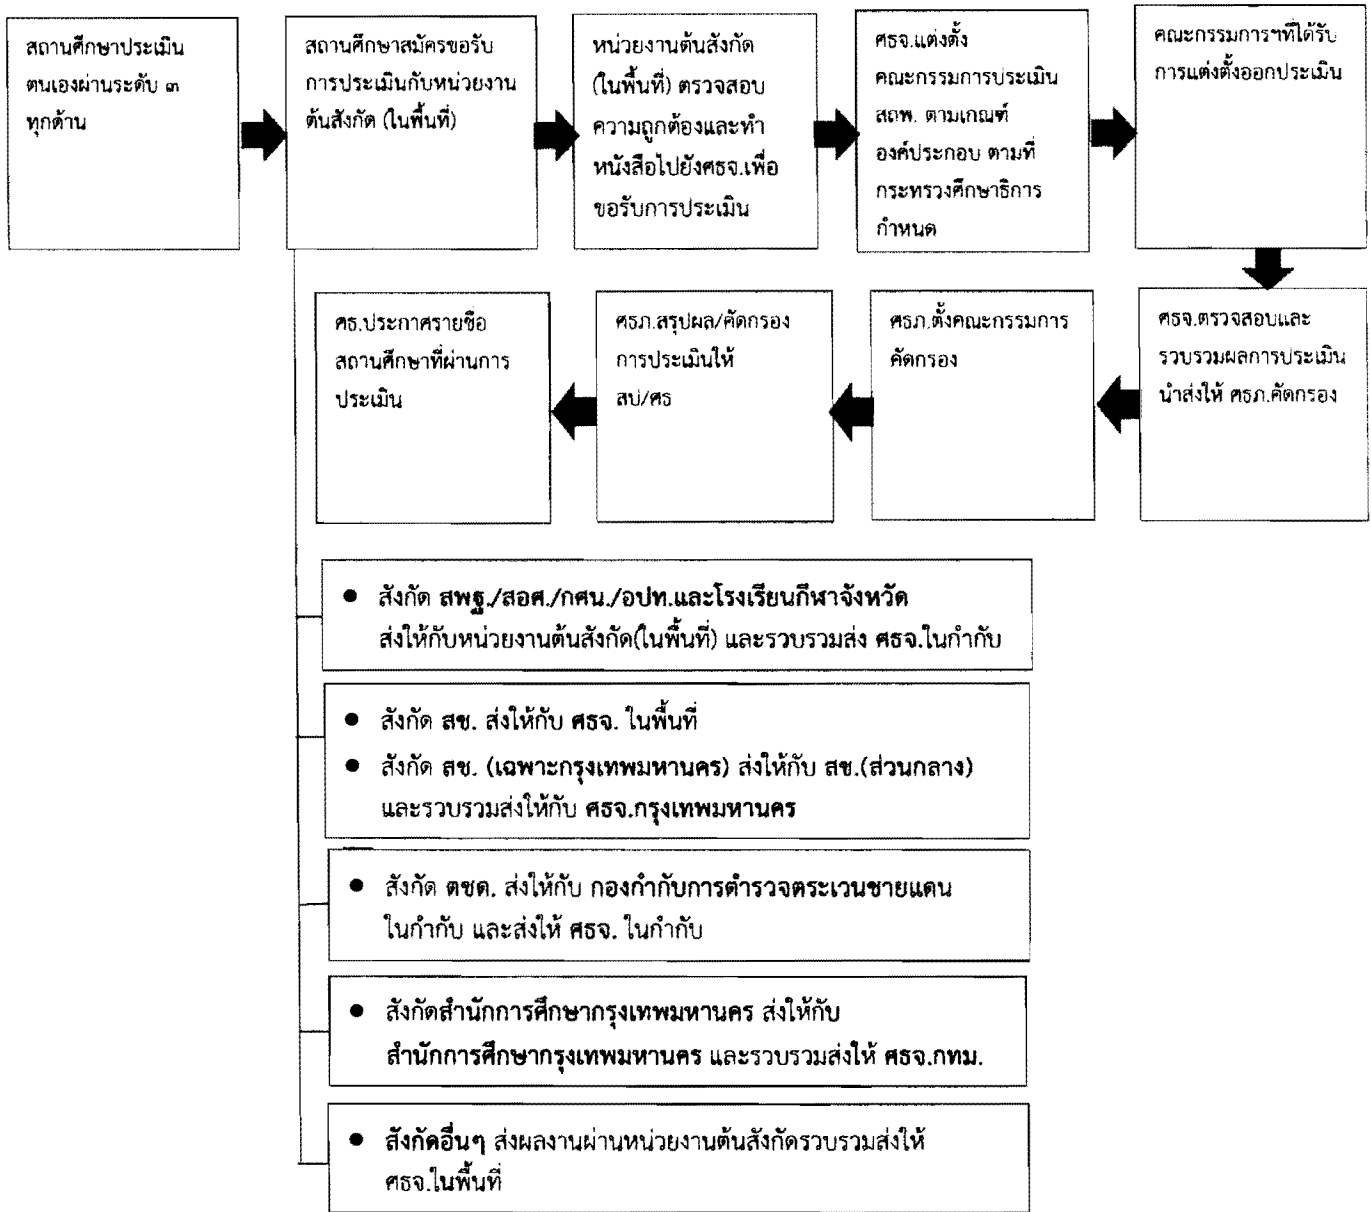 สถานศึกษาประเมิน
ตนเองผ่านระดับ ๓
ทุกด้าน
สถานศึกษาสมัครขอรับ
การประเมินกับหน่วยงาน
ต้นสังกัด (ในพื้นที่)
หน่วยงานต้นสังกัด
(ในพื้นที่) ตรวจสอบ
ความถูกต้องและทำ
หนังสือไปยังศธจ.เพื่อ
ขอรับการประเมิน
ศธจ.แต่งตั้ง
คณะกรรมการประเมิน
สถพ. ตามเกณฑ์
องค์ประกอบ ตามที่
กระทรวงศึกษาธิการ
กำหนด
คณะกรรมการฯที่ได้รับ
การแต่งตั้งออกประเมิน
ศธจ.ตรวจสอบและ
รวบรวมผลการประเมิน
นำส่งให้ ศธภ.คัดกรอง
ศธภ.ตั้งคณะกรรมการ
คัดกรอง
ศธภ.สรุปผล/คัดกรอง
การประเมินให้
สป/ศธ
ศธ.ประกาศรายชื่อ
สถานศึกษาที่ผ่านการ
ประเมิน
● สังกัด สพฐ./สอศ./กศน./อปท.และโรงเรียนกีฬาจังหวัด
ส่งให้กับหน่วยงานต้นสังกัด(ในพื้นที่) และรวบรวมส่ง ศธจ.ในกำกับ
● สังกัด สช. ส่งให้กับ ศธจ. ในพื้นที่
● สังกัด สช. (เฉพาะกรุงเทพมหานคร) ส่งให้กับ สช.(ส่วนกลาง)
และรวบรวมส่งให้กับ ศธจ.กรุงเทพมหานคร
● สังกัด ตชด. ส่งให้กับ กองกำกับการตำรวจตระเวนชายแดน
ในกำกับ และส่งให้ ศธจ. ในกำกับ
● สังกัดสำนักการศึกษากรุงเทพมหานคร ส่งให้กับ
สำนักการศึกษากรุงเทพมหานคร และรวบรวมส่งให้ ศธจ.กทม.
● สังกัดอื่นๆ ส่งผลงานผ่านหน่วยงานต้นสังกัดรวบรวมส่งให้
ศธจ.ในพื้นที่